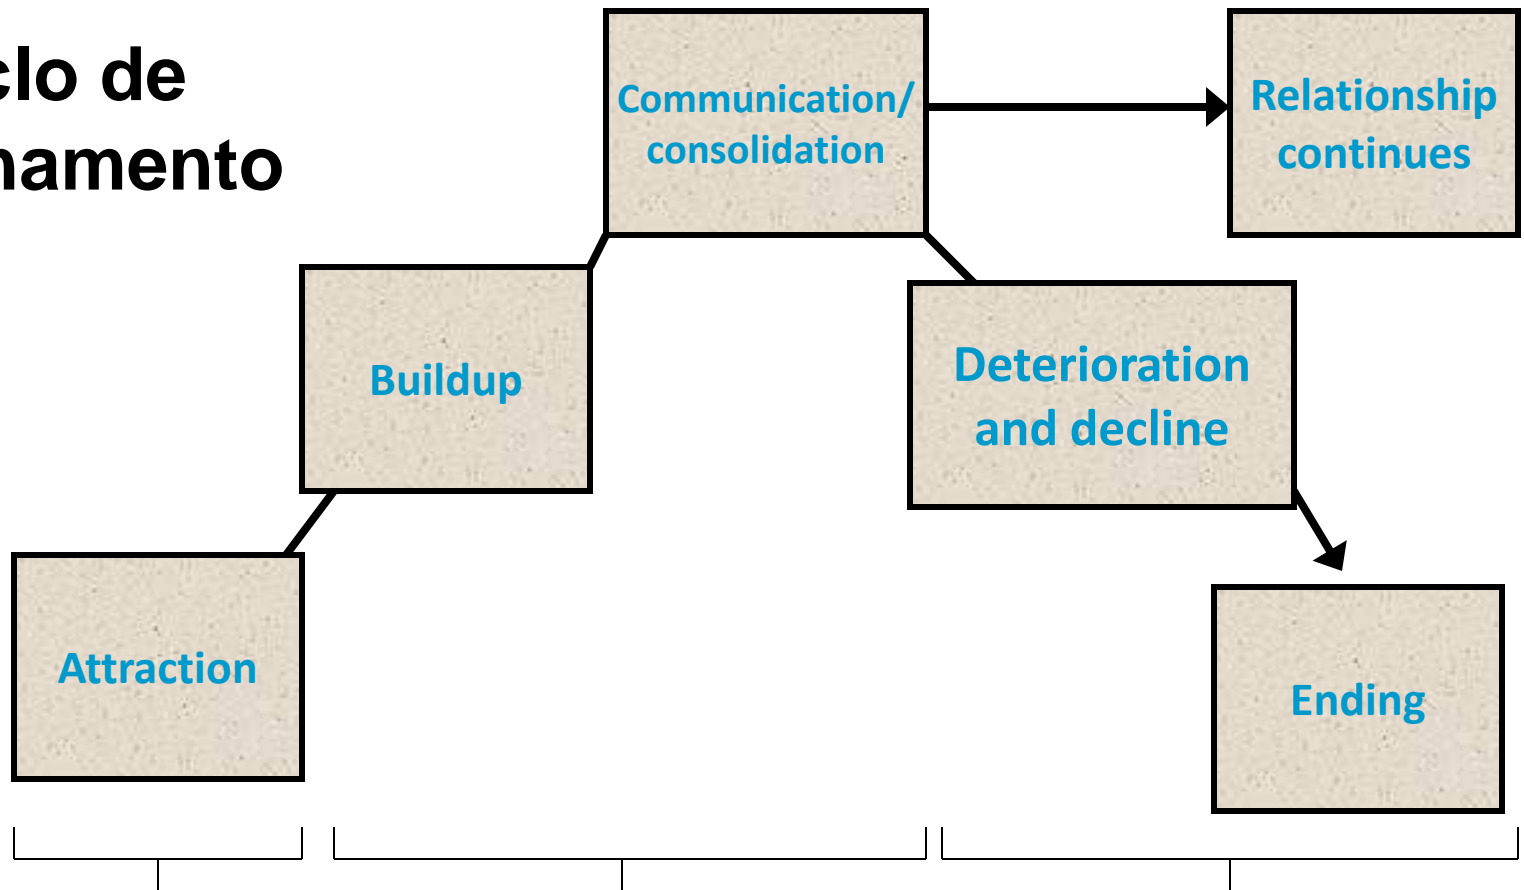 clo de
namento
Communication/
consolidation
Relationship
continues
Buildup
Deterioration
and decline
Attraction
Ending